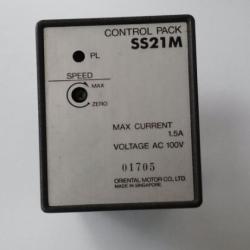 CONTROL PACK
SS21M
PL
SPEED
MAX
ZERO
MAX CURRENT
1.5A
VOLTAGE AC 100V
01705
ORIENTAL MOTOR CO., LTD.
MADE IN SINGAPORE